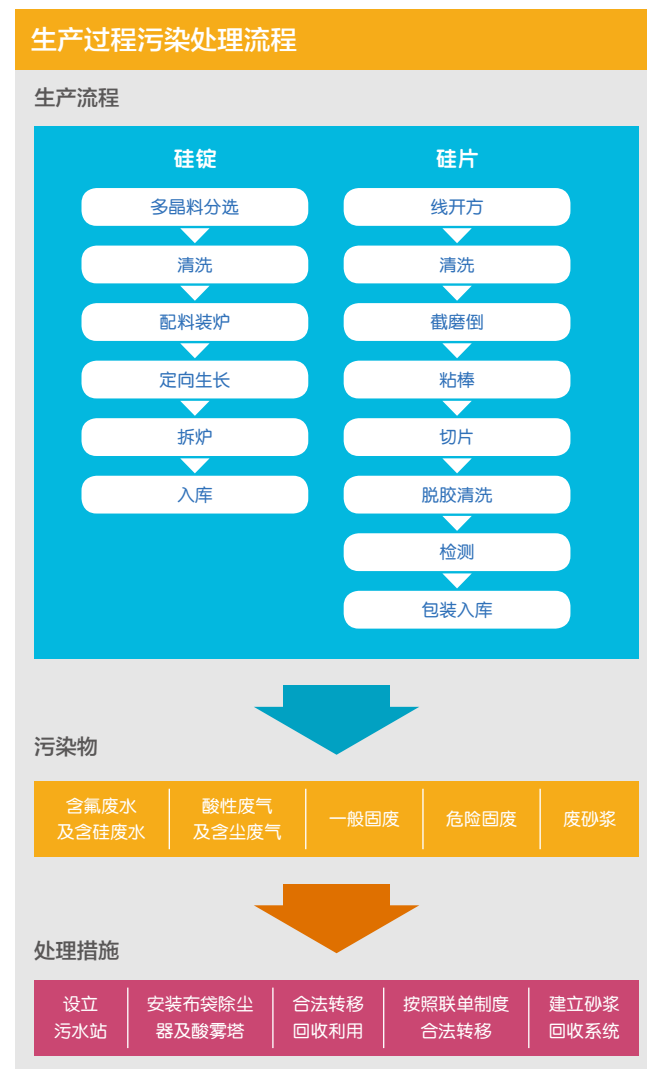 生产过程污染处理流程
生产流程
硅锭
多晶料分选
清洗
配料装炉
定向生长
拆炉
入库
硅片
线开方
清洗
截磨倒
粘棒
切片
脱胶清洗
检测
包装入库
污染物
含氟废水
及含硅废水
酸性废气
及含尘废气
一般固废
危险固废
废砂浆
处理措施
设立
污水站
安装布袋除尘
器及酸雾塔
合法转移
回收利用
按照联单制度
合法转移
建立砂浆
回收系统